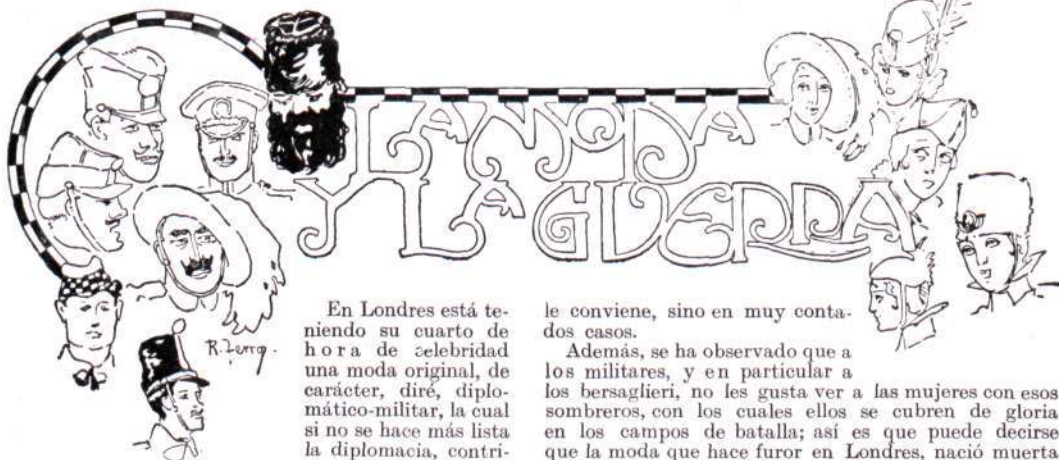 LA MODA
Y LA GUERRA
En Londres está te-
niendo su cuarto de
hora de celebridad
una moda original, de
carácter, diré, diplo-
mático-militar, la cual
si no se hace más lista
la diplomacia, contri-
le conviene, sino en muy conta-
dos casos.
Además, se ha observado que a
los militares, y en particular a
los bersaglieri, no les gusta ver a las mujeres con esos
sombreros, con los cuales ellos se cubren de gloria
en los campos de batalla; así es que puede decirse
que la moda que hace furor en Londres, nació muerta